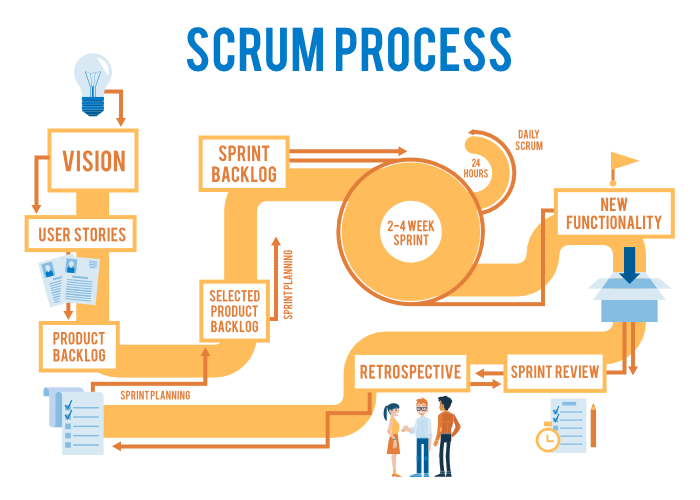 SCRUM PROCESS
VISION
USER STORIES
PRODUCT
BACKLOG
SPRINT PLANNING
SELECTED
PRODUCT
BACKLOG
SPRINT PLANNING
SPRINT
BACKLOG
2-4 WEEK
SPRINT
24
HOURS
DAILY
SCRUM
NEW
FUNCTIONALITY
SPRINT REVIEW
RETROSPECTIVE